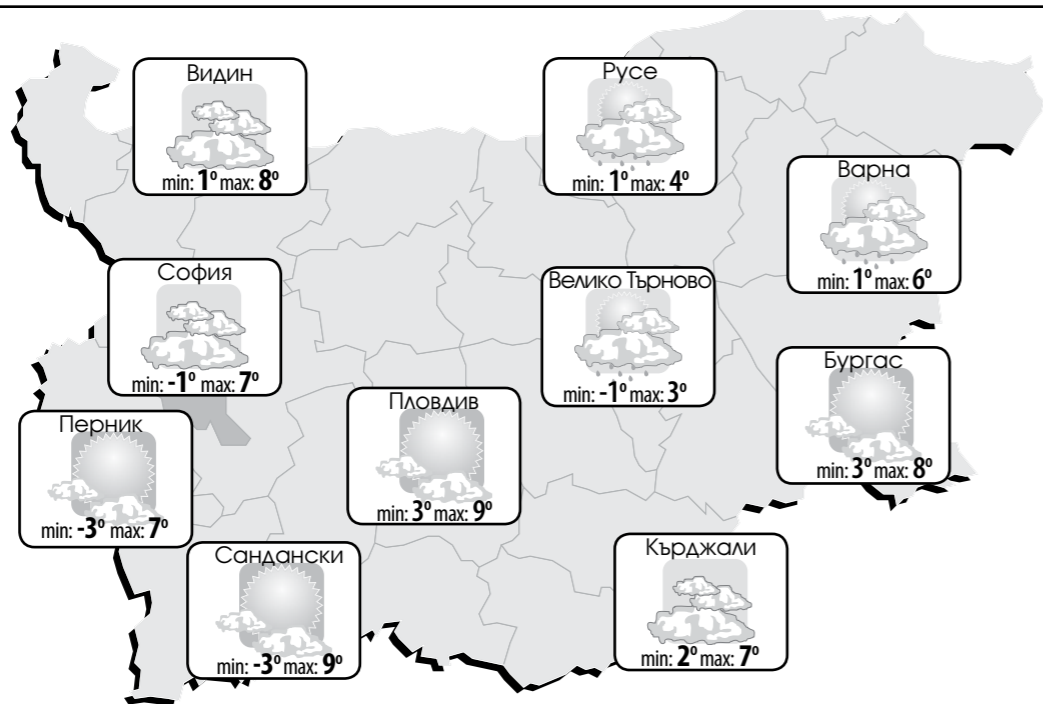 Видин
min: 1° max: 8°
Русе
min: 1° max: 4°
Варна
min: 1° max: 6°
София
min: -1° max: 7°
Велико Търново
min: -1° max: 3°
Бургас
min: 3° max: 8°
Пловдив
min: 3° max: 9°
Перник
min: -3° max: 7°
Сандански
min: -3° max: 9°
Кърджали
min: 2° max: 7°